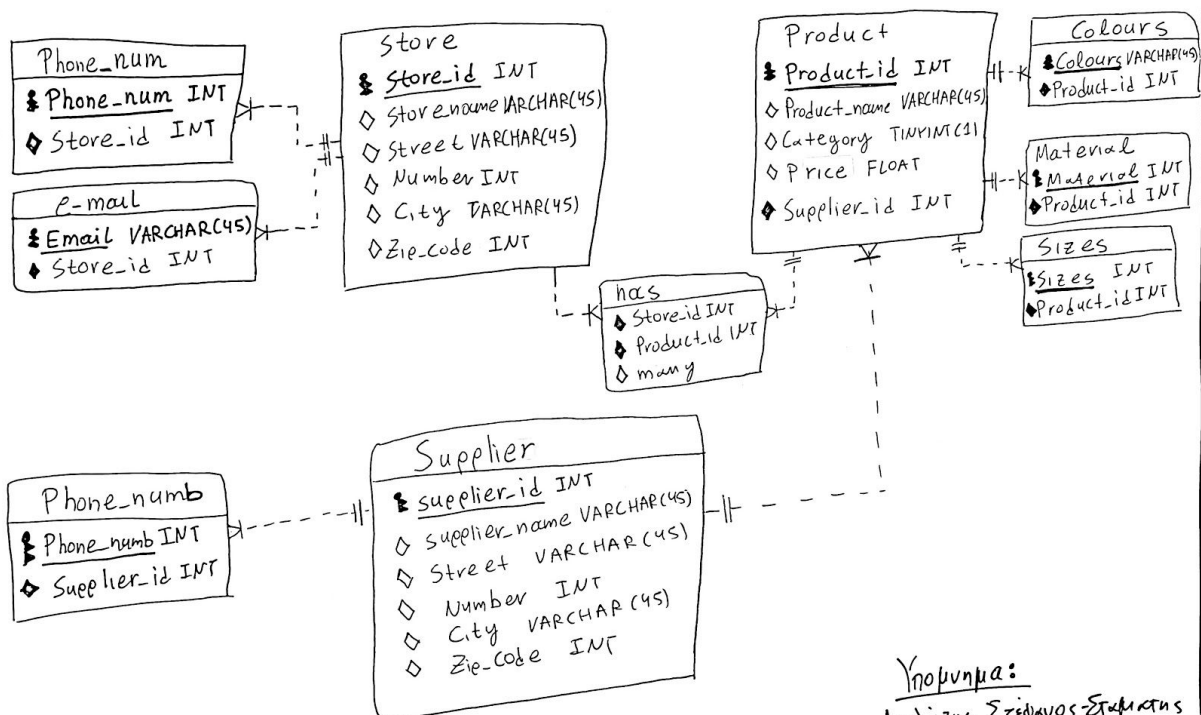 Phone_num
Phone_num INT
Store_id INT
e-mail
Email VARCHAR(45)
Store_id INT
store
Store_id INT
Store name VARCHAR(45)
Street VARCHAR(45)
Number INT
City VARCHAR(45)
Zip_code INT
Product
Product_id INT
Product_name VARCHAR(45)
Category TINYINT(1)
Price FLOAT
Supplier_id INT
Colours
Colours VARCHAR(45)
Product_id INT
Material
Material INT
Product_id INT
Sizes
Sizes INT
Product_id INT
has
Store_id INT
Product_id INT
many
Phone_numb
Phone_numb INT
Supplier_id INT
Supplier
supplier_id INT
supplier_name VARCHAR(45)
Street VARCHAR(45)
Number INT
City VARCHAR(45)
Zip_Code INT
Υπομνημα:
Στέφανος-Σταμάτης